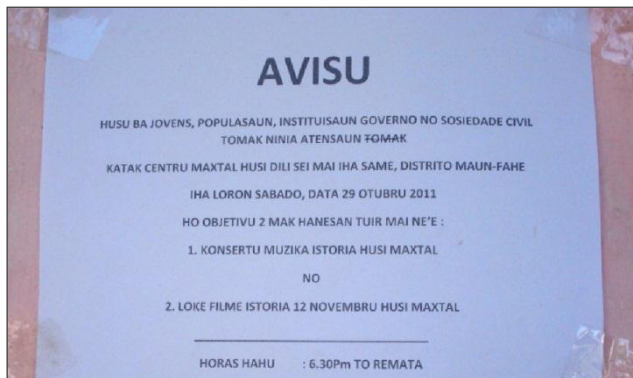 AVISU
HUSU BA JOVENS, POPULASAUN, INSTITUISAUN GOVERNO NO SOSIEDADE CIVIL
TOMAK NINIA ATENSAUN TOMAK
KATAK CENTRU MAXTAL HUSI DILI SEI MAI IHA SAME, DISTRITO MAUN-FAHE
IHA LORON SABADO, DATA 29 OTUBRU 2011
HO OBJETIVU 2 MAK HANESAN TUIR MAI NE'E :
1. KONSERTU MUZIKA ISTORIA HUSI MAXTAL
NO
2. LOKE FILME ISTORIA 12 NOVEMBRU HUSI MAXTAL
HORAS HAHU : 6.30Pm TO REMATA